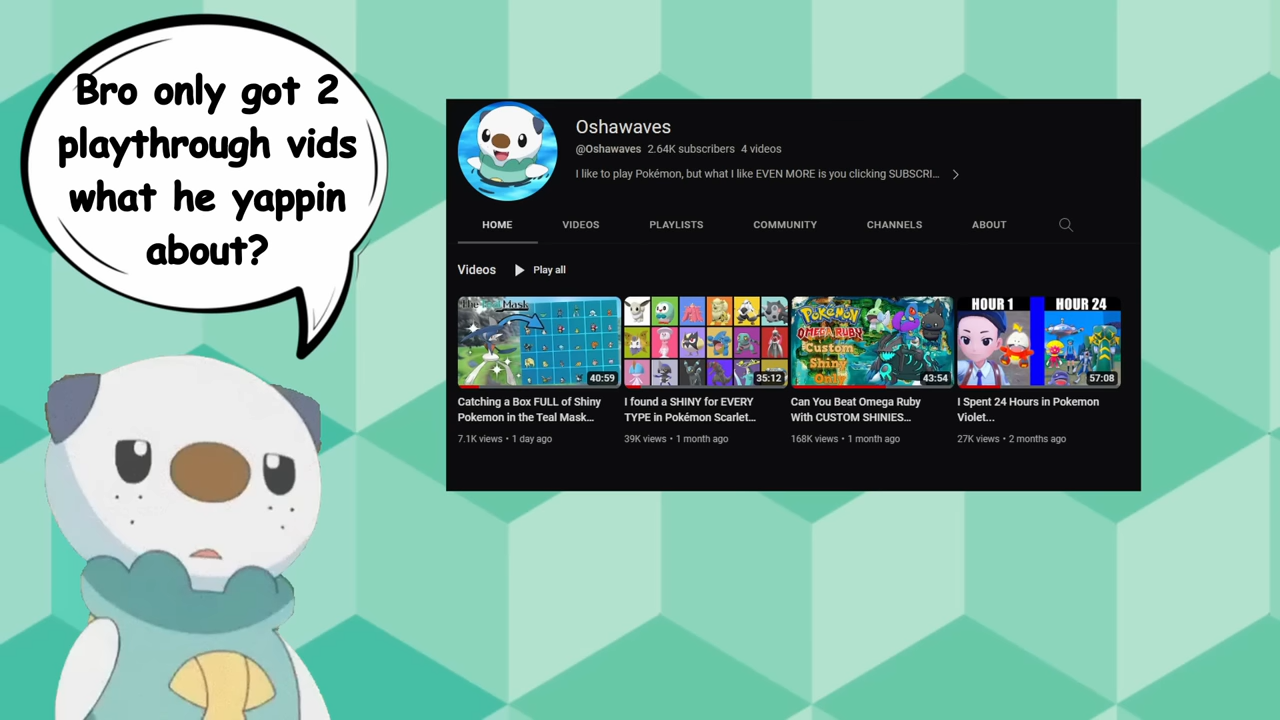 Bro only got 2
playthrough vids
what he yappin
about?
Oshawaves
@Oshawaves 2.64K subscribers 4 videos
I like to play Pokémon, but what I like EVEN MORE is you clicking SUBSCRI...
HOME VIDEOS PLAYLISTS COMMUNITY CHANNELS ABOUT
Videos Play all
The Teal Mask
40:59
35:12
POKéMON
OMEGA RUBY
Custom
Shiny
Only
43:54
HOUR 1 HOUR 24
57:08
Catching a Box FULL of Shiny
Pokemon in the Teal Mask...
7.1K views • 1 day ago
I found a SHINY for EVERY
TYPE in Pokémon Scarlet...
39K views • 1 month ago
Can You Beat Omega Ruby
With CUSTOM SHINIES...
168K views • 1 month ago
I Spent 24 Hours in Pokemon
Violet...
27K views • 2 months ago